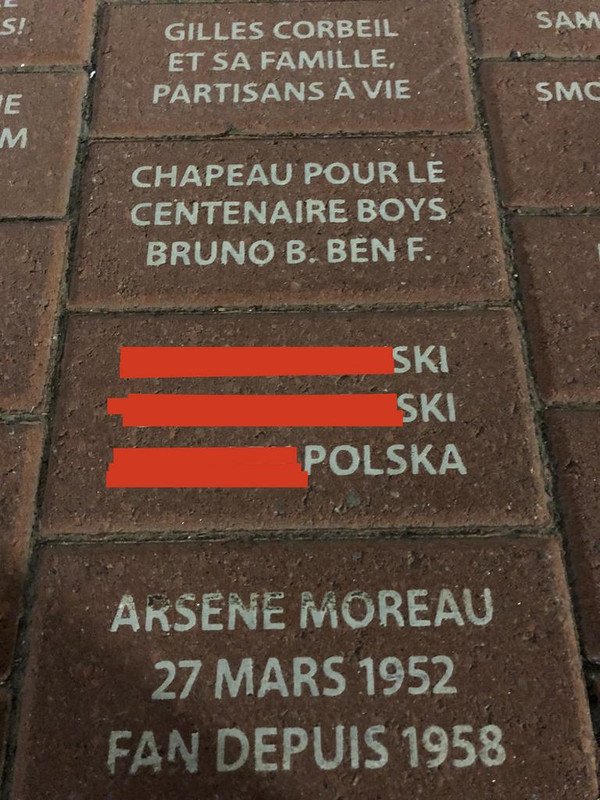 GILLES CORBEIL
ET SA FAMILLE,
PARTISANS À VIE
CHAPEAU POUR LE
CENTENAIRE BOYS
BRUNO B. BEN F.
SKI
SKI
POLSKA
ARSENE MOREAU
27 MARS 1952
FAN DEPUIS 1958